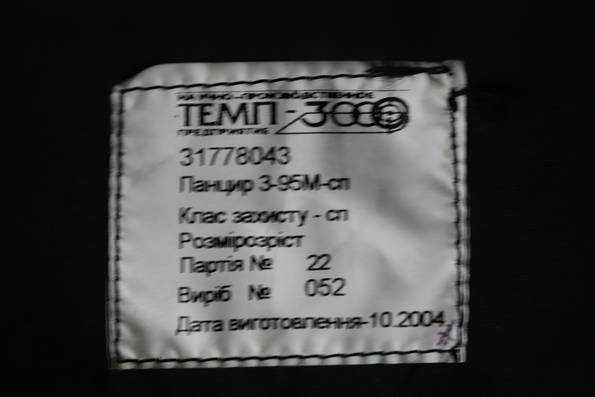 НАУЧНО-ПРОИЗВОДСТВЕННОЕ
ТЕМП-3000
ПРЕДПРИЯТИЕ
31778043
Панцир 3-95М-сп
Клас захисту - сп
Розмірозріст
Партія № 22
Виріб № 052
Дата виготовлення-10.2004